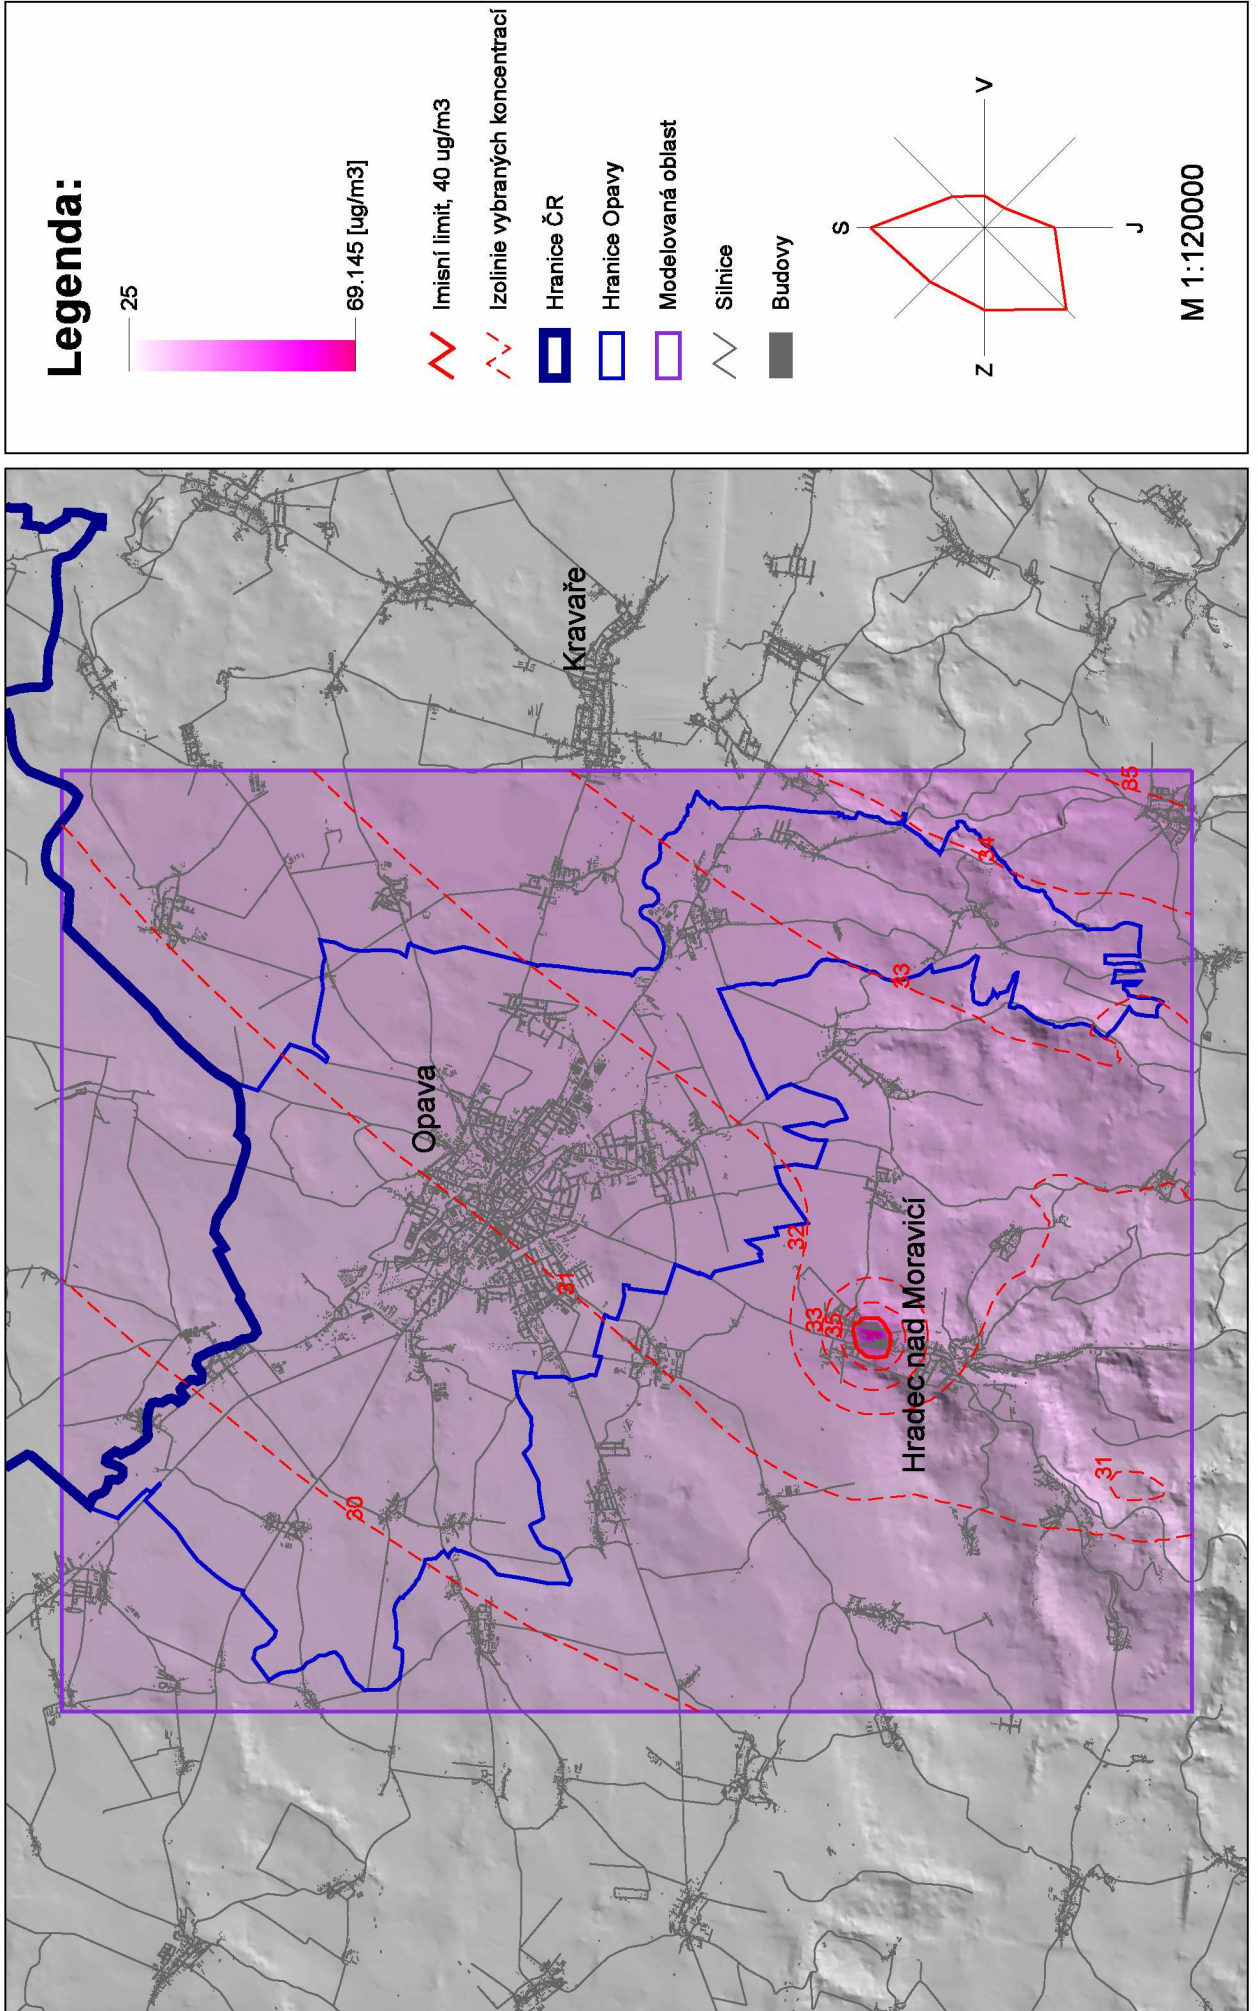 Legenda:
25
69.145 [ug/m3]
Imisní limit, 40 ug/m3
Izolinie vybraných koncentrací
Hranice ČR
Hranice Opavy
Modelovaná oblast
Silnice
Budovy
S
V
J
Z
M 1:120000
Opava
Kravaře
Hradec nad Moravicí
30
31
32
33
35
33
34
35
31